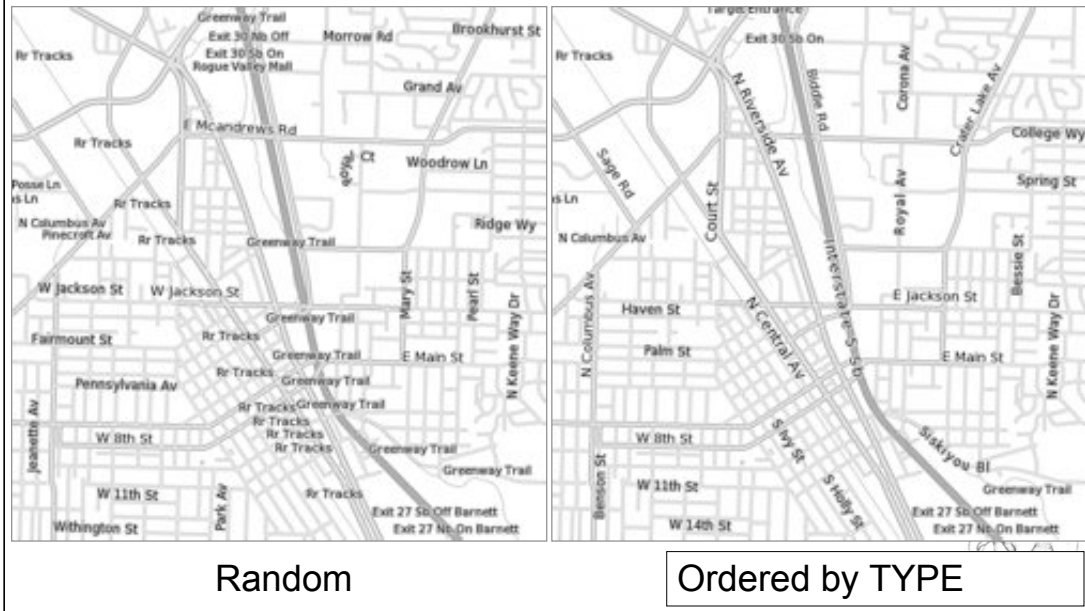 Greenway Trail
Exit 30 Nb Off
Morrow Rd
Brookhurst St
Rr Tracks
Exit 30 Sb On
Rogue Valley Mall
Grand Av
E Mcandrews Rd
Rr Tracks
Ct
Woodrow Ln
Posse Ln
s Ln
Rr Tracks
N Columbus Av
Pinecroft Av
Rr Tracks
Greenway Trail
Ridge Wy
W Jackson St
W Jackson St
Mary St
Pearl St
N Keene Way Dr
Greenway Trail
Fairmount St
Rr Tracks
Greenway Trail
E Main St
Pennsylvania Av
Rr Tracks
Greenway Trail
Rr Tracks
Greenway Trail
Rr Tracks
Jeanette Av
W 8th St
Rr Tracks
Rr Tracks
Greenway Trail
Greenway Trail
W 11th St
Park Av
Rr Tracks
Exit 27 Sb Off Barnett
Withington St
Exit 27 Nb On Barnett
Target Entrance
Exit 30 Sb On
Rr Tracks
N Riverside Av
Biddle Rd
Corona Av
Crater Lake Av
College Wy
Sage Rd
Court St
Royal Av
Spring St
s Ln
N Columbus Av
Interstate 5 Sb
Bessie St
N Columbus Av
Haven St
N Central Av
E Jackson St
N Keene Way Dr
Palm St
E Main St
W 8th St
S Ivy St
Siskiyou Bl
Benson St
W 11th St
S Holly St
Greenway Trail
W 14th St
Exit 27 Sb Off Barnett
Exit 27 Nb On Barnett
Random
Ordered by TYPE